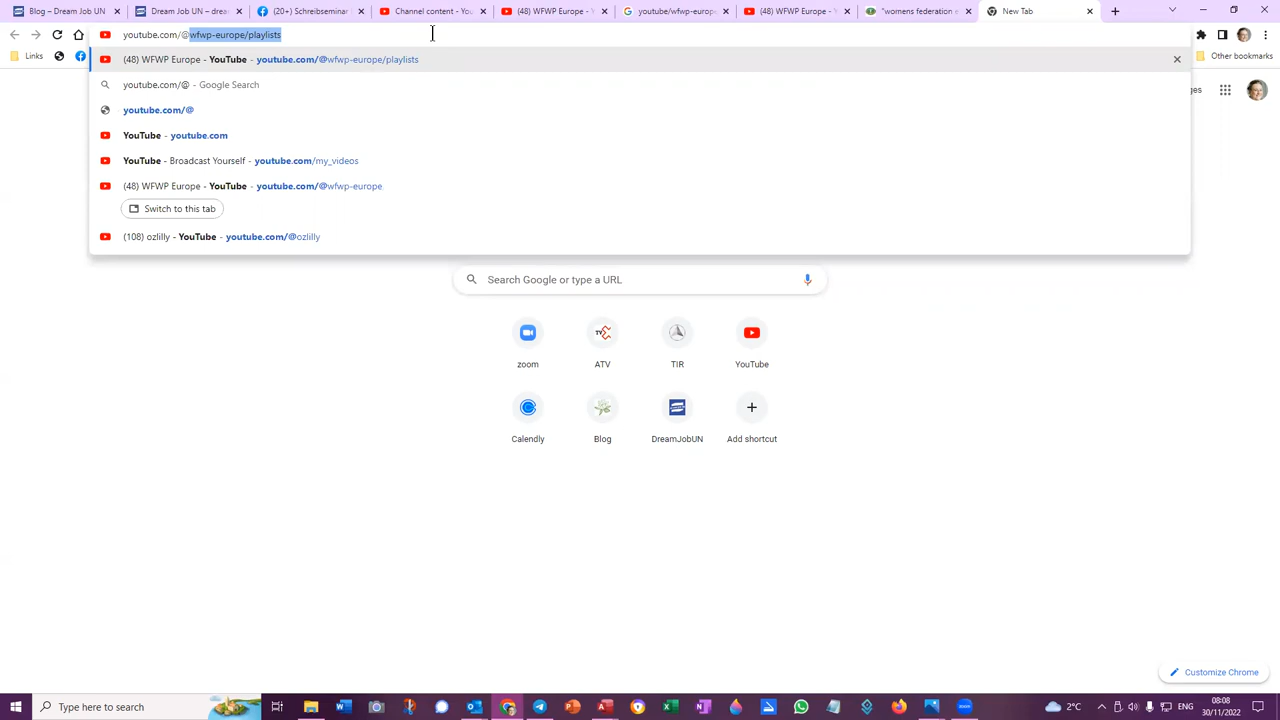 Blog – Dream Job UN –
Dream Job UN – drea
(20+) Schreibseminar
Channel content - You
(48) WFWP Europe -
youtube/wfwp-europe
(48) WFWP Europe -
"womens federation
New Tab
youtube.com/@wfwp-europe/playlists
Links
Other bookmarks
(48) WFWP Europe - YouTube - youtube.com/@wfwp-europe/playlists
youtube.com/@ - Google Search
youtube.com/@
YouTube - youtube.com
YouTube - Broadcast Yourself - youtube.com/my_videos
(48) WFWP Europe - YouTube - youtube.com/@wfwp-europe
Switch to this tab
(108) ozlilly - YouTube - youtube.com/@ozlilly
ges
Search Google or type a URL
TV
zoom ATV TIR YouTube
Calendly Blog DreamJobUN Add shortcut
Customize Chrome
Type here to search
2°C
ENG
08:08
30/11/2022